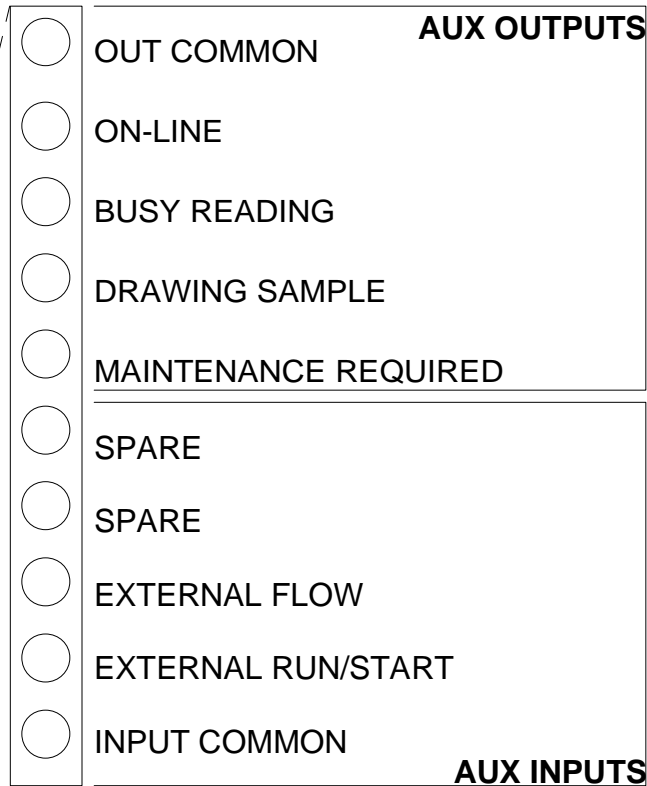 AUX OUTPUTS
OUT COMMON
ON-LINE
BUSY READING
DRAWING SAMPLE
MAINTENANCE REQUIRED
SPARE
SPARE
EXTERNAL FLOW
EXTERNAL RUN/START
INPUT COMMON
AUX INPUTS